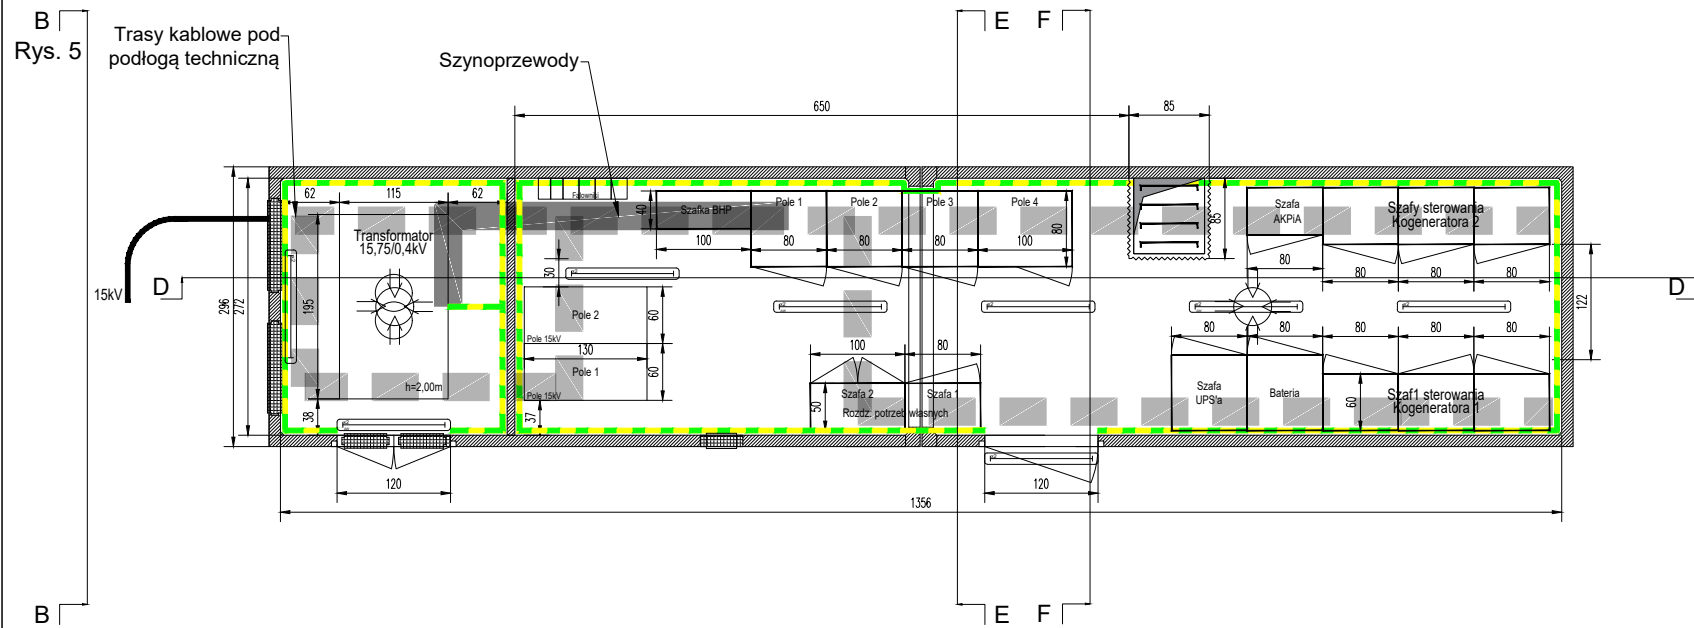 B
Rys. 5
Trasy kablowe pod
podłogą techniczną
Szynoprzewody
E F
650
85
62
115
62
Falowniki
Szafka BHP
40
100
Pole 1
Pole 2
Pole 3
Pole 4
80
80
80
80
100
85
Szafa
AKPiA
80
Szafy sterowania
Kogeneratora 2
80
80
80
Transformator
15,75/0,4kV
15kV
D
D
296
272
195
30
122
Pole 2
60
Pole 15kV
130
Pole 1
60
Pole 15kV
37
h=2,00m
38
100
80
50
Szafa 2
Szafa 1
Rozdz. potrzeb własnych
80
80
80
80
80
Szafa
UPS'a
Bateria
60
Szaf1 sterowania
Kogeneratora 1
120
120
1356
B
E F